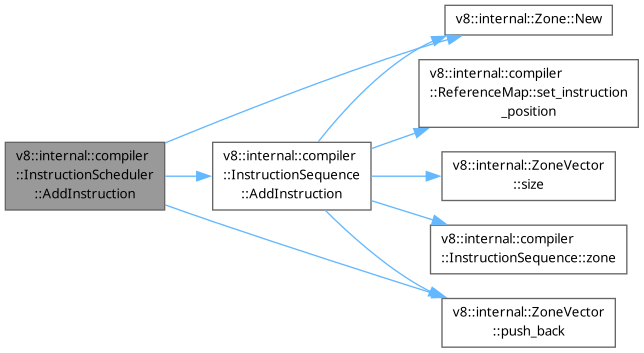 v8::internal::compiler
::InstructionScheduler
::AddInstruction
v8::internal::compiler
::InstructionSequence
::AddInstruction
v8::internal::Zone::New
v8::internal::compiler
::ReferenceMap::set_instruction
_position
v8::internal::ZoneVector
::size
v8::internal::compiler
::InstructionSequence::zone
v8::internal::ZoneVector
::push_back